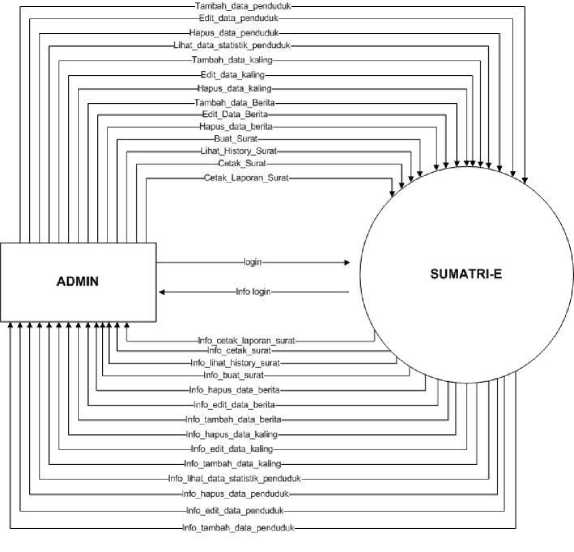 Tambah_data_penduduk
Edit_data_penduduk
Hapus_data_penduduk
Lihat_data_statistik_penduduk
Tambah_data_kaling
Edit_data_kaling
Hapus_data_kaling
Tambah_data_Berita
Edit_Data_Berita
Hapus_data_berita
Buat_Surat
Lihat_History_Surat
Cetak_Surat
Cetak_Laporan_Surat
login
ADMIN
SUMATRI-E
Info login
Info_cetak_laporan_surat
Info_cetak_surat
Info_lihat_history_surat
Info_buat_surat
Info_hapus_data_berita
Info_edit_data_berita
Info_tambah_data_berita
Info_hapus_data_kaling
Info_edit_data_kaling
Info_tambah_data_kaling
Info_lihat_data_statistik_penduduk
Info_hapus_data_penduduk
Info_edit_data_penduduk
Info_tambah_data_penduduk